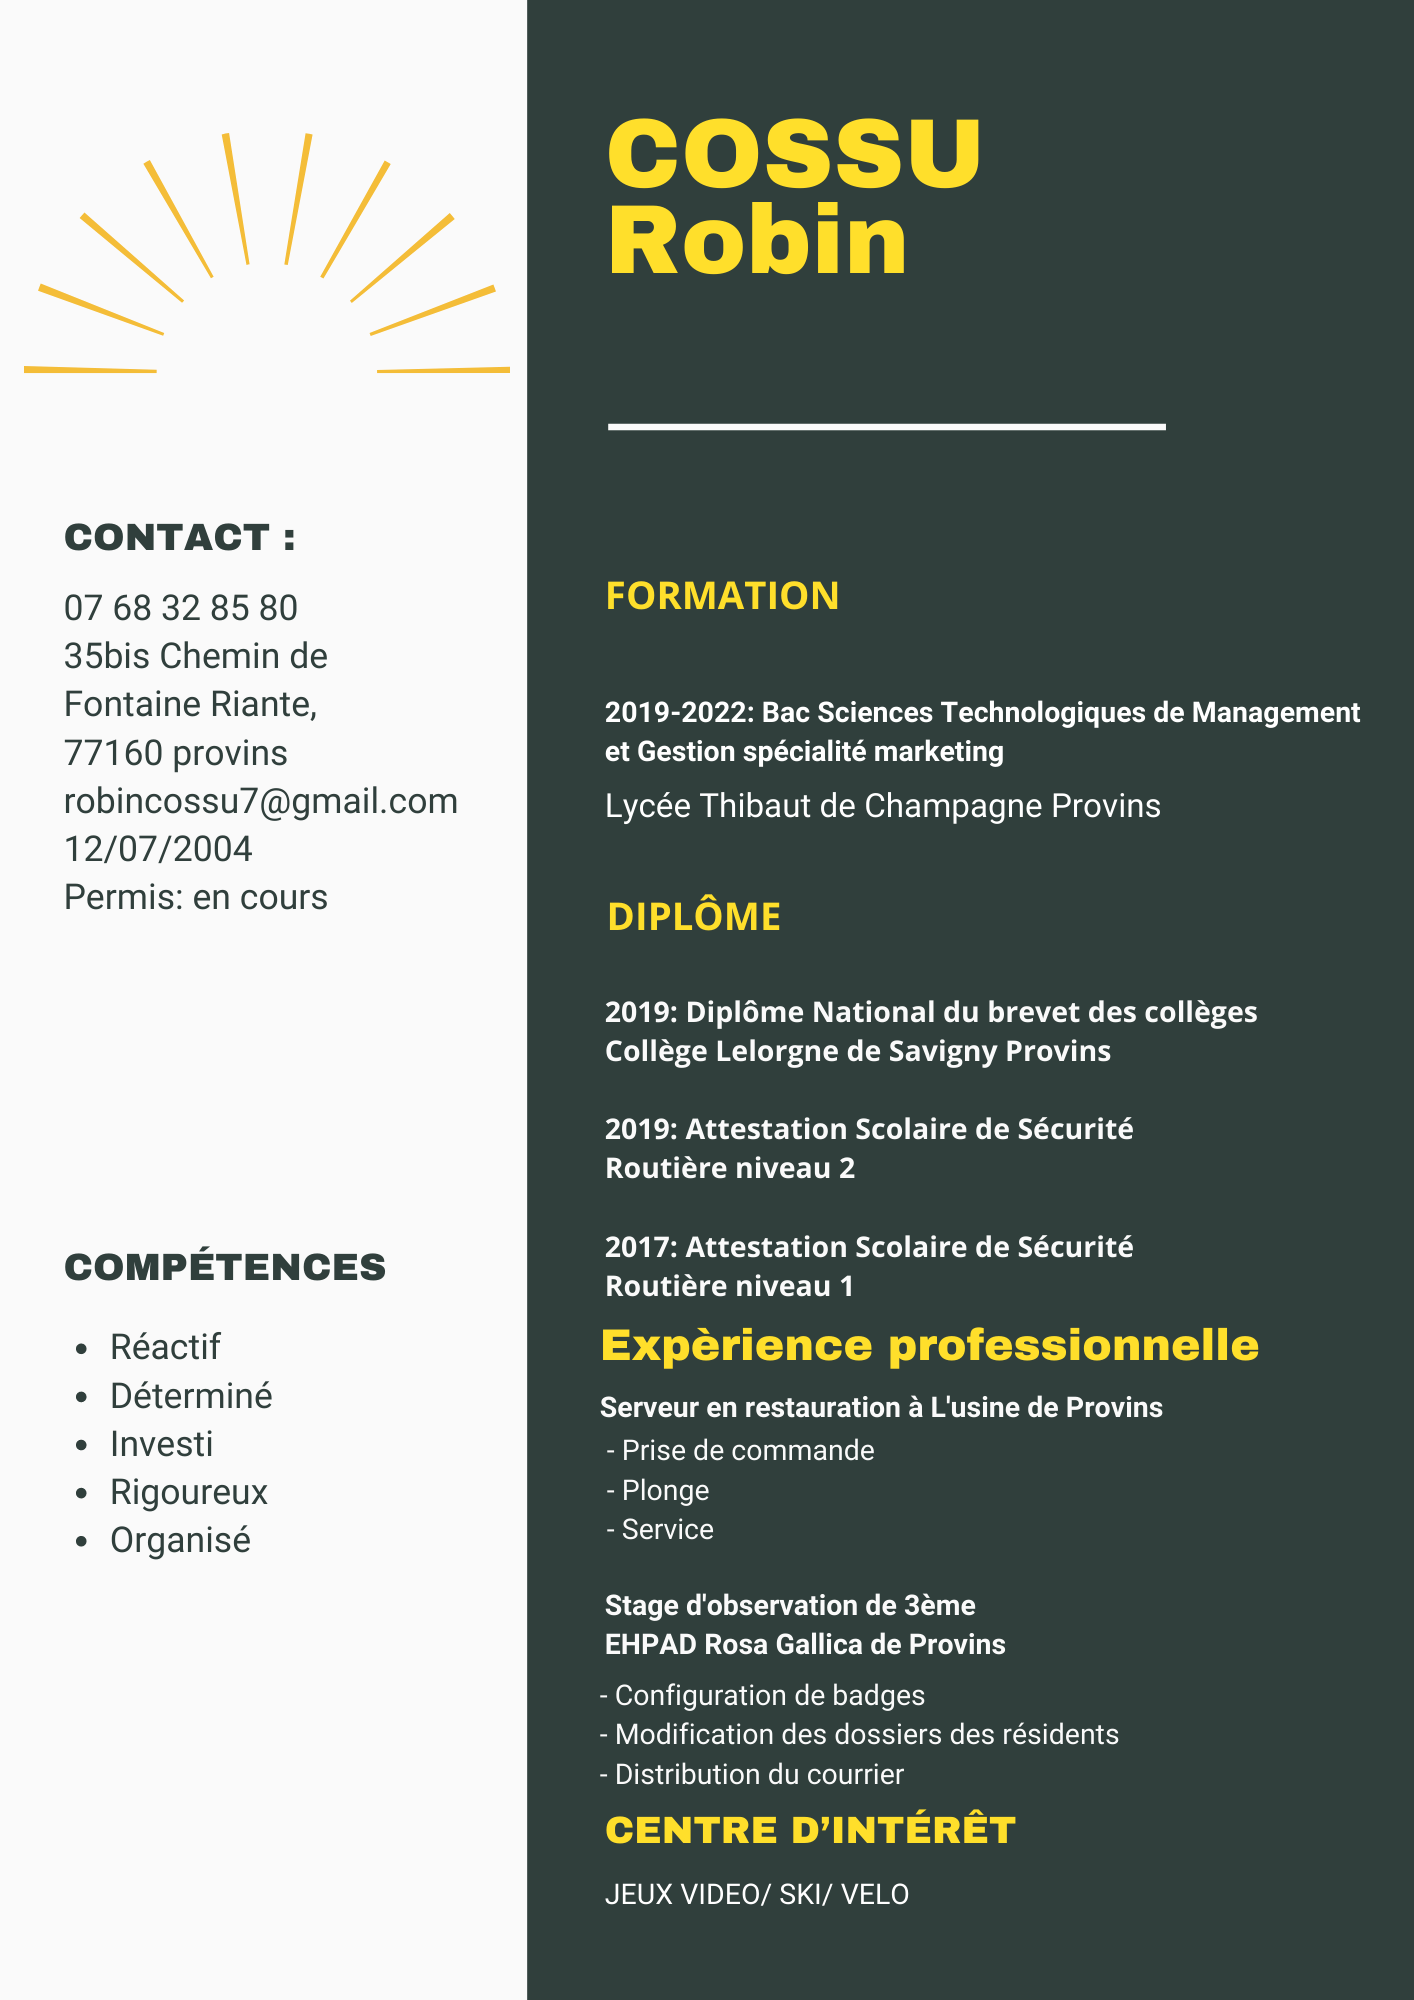 COSSU
Robin
CONTACT :
07 68 32 85 80
35bis Chemin de
Fontaine Riante,
77160 provins
robincossu7@gmail.com
12/07/2004
Permis: en cours
COMPÉTENCES
• Réactif
• Déterminé
• Investi
• Rigoureux
• Organisé
FORMATION
2019-2022: Bac Sciences Technologiques de Management
et Gestion spécialité marketing
Lycée Thibaut de Champagne Provins
DIPLÔME
2019: Diplôme National du brevet des collèges
Collège Lelorgne de Savigny Provins
2019: Attestation Scolaire de Sécurité
Routière niveau 2
2017: Attestation Scolaire de Sécurité
Routière niveau 1
Expèrience professionnelle
Serveur en restauration à L'usine de Provins
- Prise de commande
- Plonge
- Service
Stage d'observation de 3ème
EHPAD Rosa Gallica de Provins
- Configuration de badges
- Modification des dossiers des résidents
- Distribution du courrier
CENTRE D’INTÉRÊT
JEUX VIDEO/ SKI/ VELO